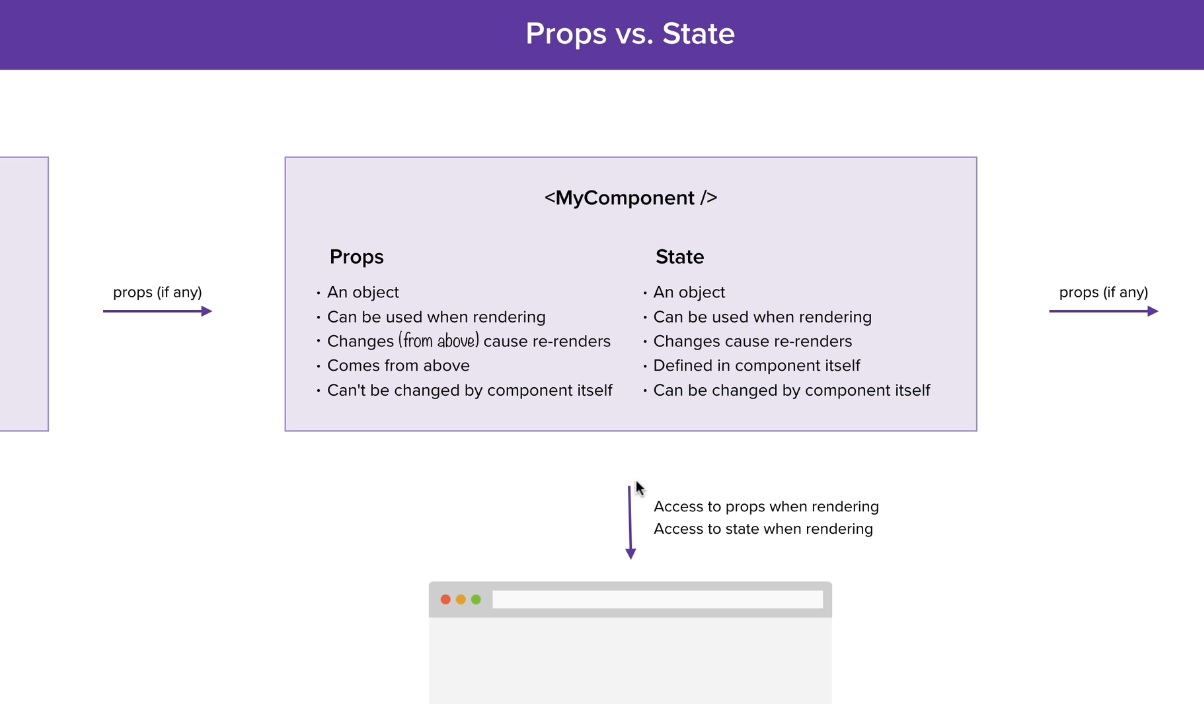 Props vs. State
<MyComponent />
props (if any)
Props
• An object
• Can be used when rendering
• Changes (from above) cause re-renders
• Comes from above
• Can't be changed by component itself
State
• An object
• Can be used when rendering
• Changes cause re-renders
• Defined in component itself
• Can be changed by component itself
props (if any)
Access to props when rendering
Access to state when rendering